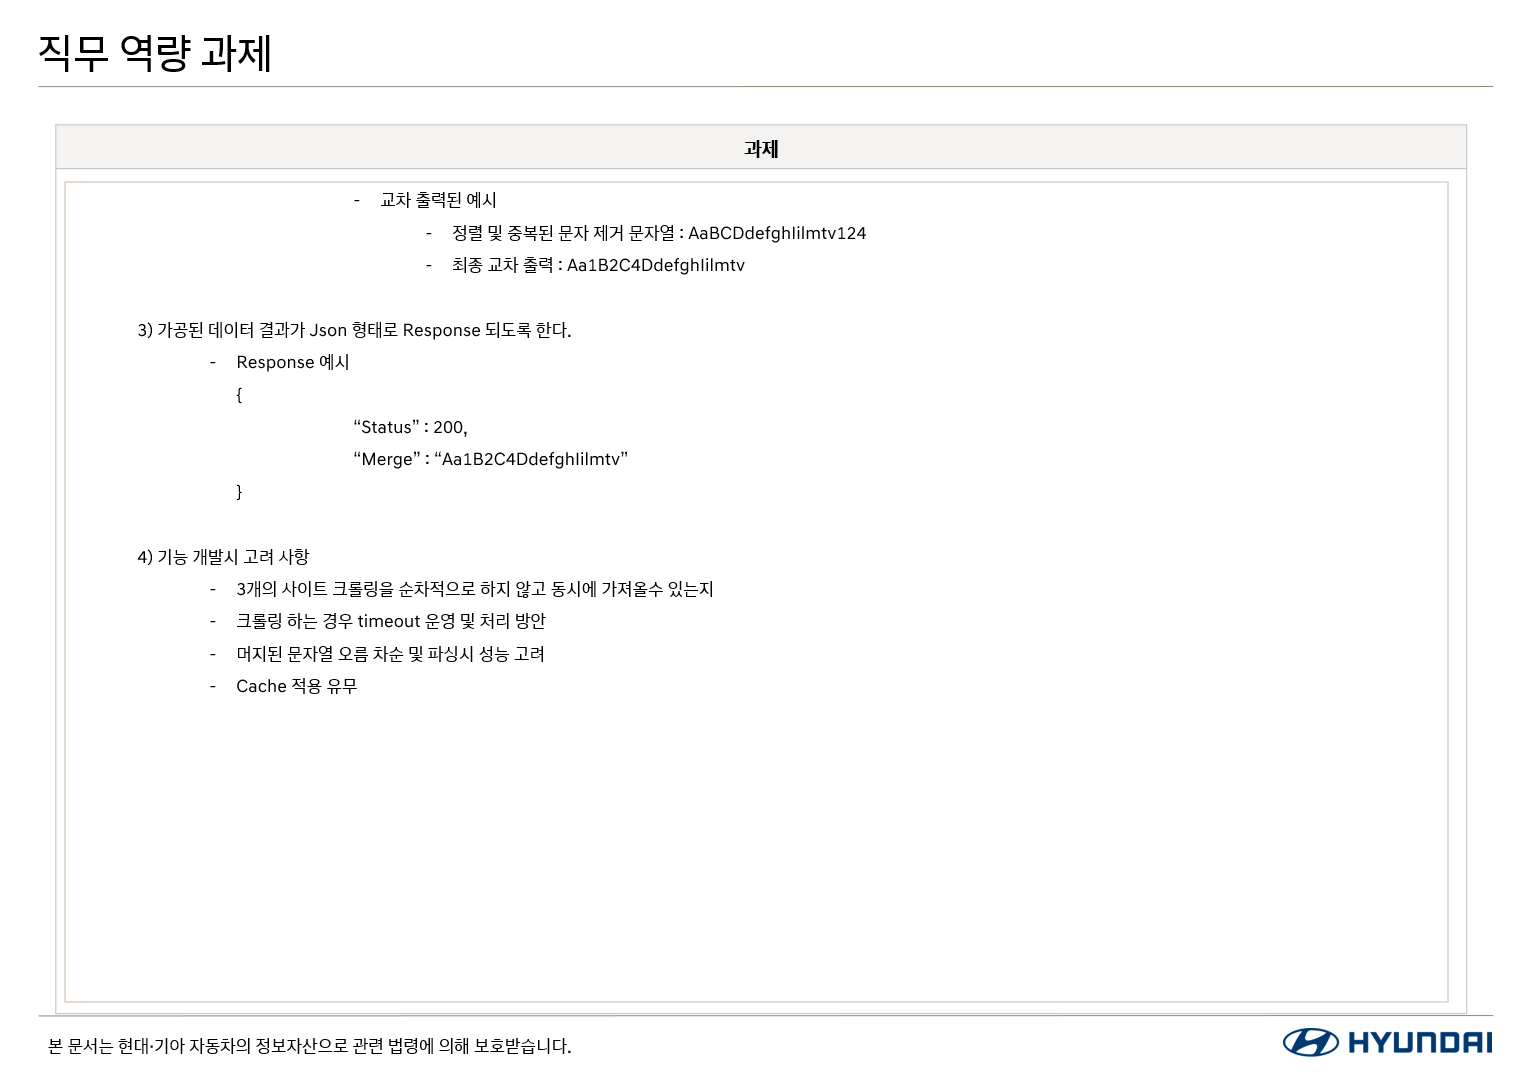 직무 역량 과제
과제
- 교차 출력된 예시
- 정렬 및 중복된 문자 제거 문자열 : AaBCDdefghIilmtv124
- 최종 교차 출력 : Aa1B2C4DdefghIilmtv
3) 가공된 데이터 결과가 Json 형태로 Response 되도록 한다.
- Response 예시
{
“Status” : 200,
“Merge” : “Aa1B2C4DdefghIilmtv”
}
4) 기능 개발시 고려 사항
- 3개의 사이트 크롤링을 순차적으로 하지 않고 동시에 가져올수 있는지
- 크롤링 하는 경우 timeout 운영 및 처리 방안
- 머지된 문자열 오름 차순 및 파싱시 성능 고려
- Cache 적용 유무
본 문서는 현대·기아 자동차의 정보자산으로 관련 법령에 의해 보호받습니다.
HYUNDAI